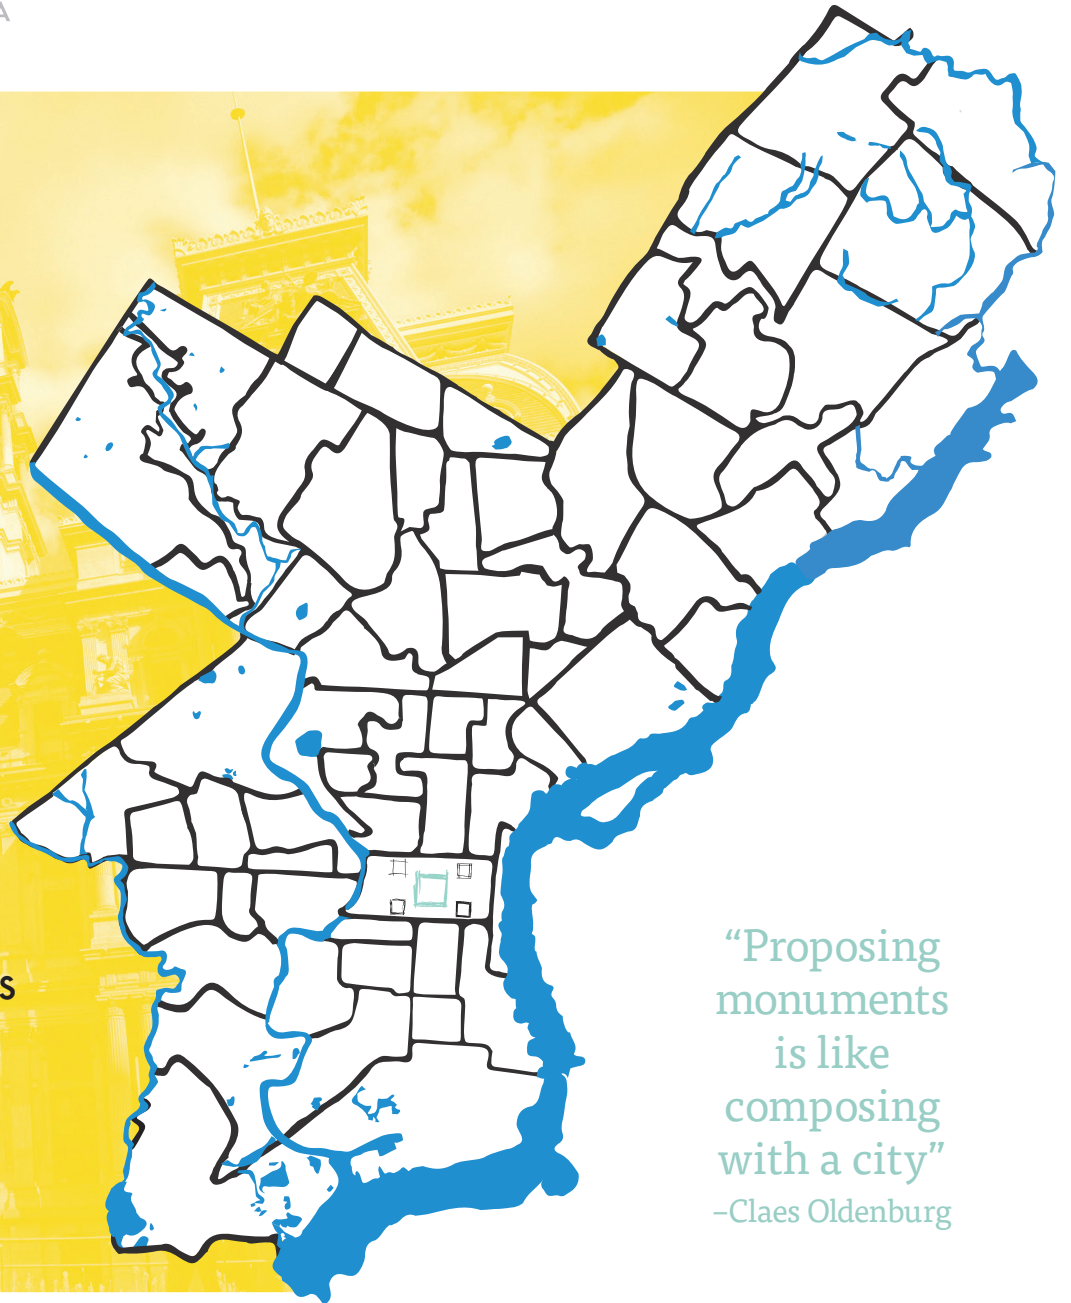 A
s
“Proposing
monuments
is like
composing
with a city”
–Claes Oldenburg